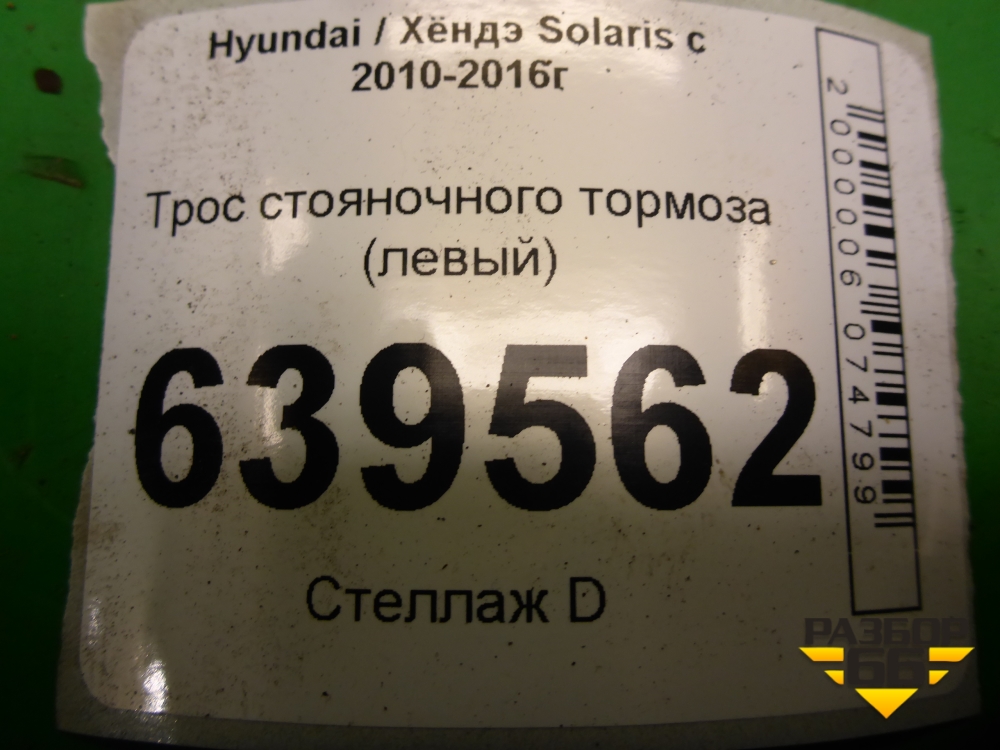 Hyundai / Хёндэ Solaris с
2010-2016г
Трос стояночного тормоза
(левый)
639562
Стеллаж D
2000006074799
РАЗБОР
66